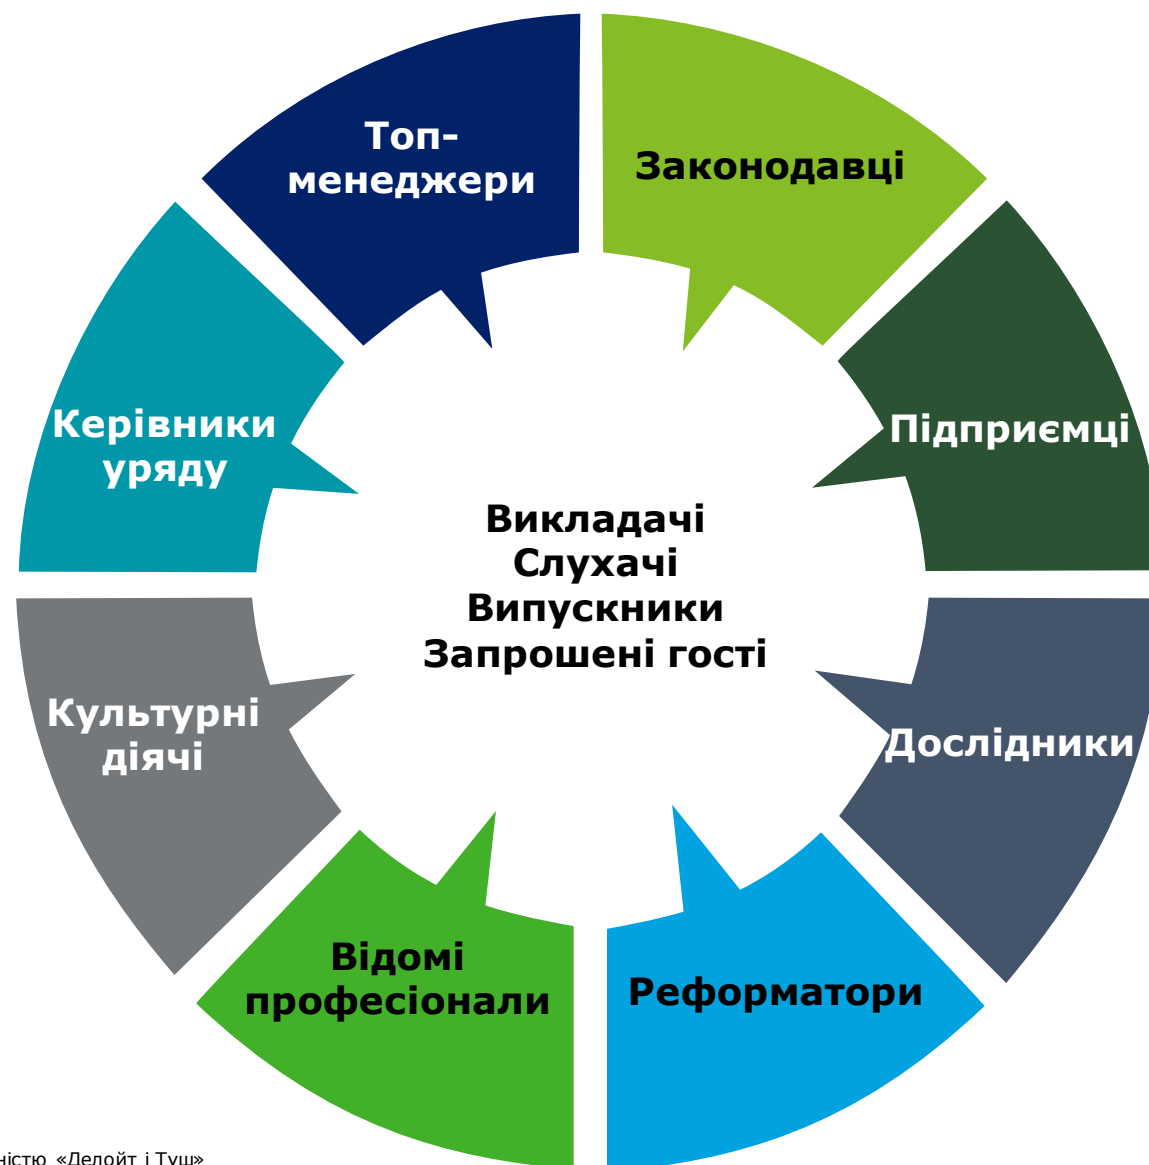 Топ-
менеджери
Законодавці
Підприємці
Дослідники
Реформатори
Відомі
професіонали
Культурні
діячі
Керівники
уряду
Викладачі
Слухачі
Випускники
Запрошені гості
«Делойт і Туш»